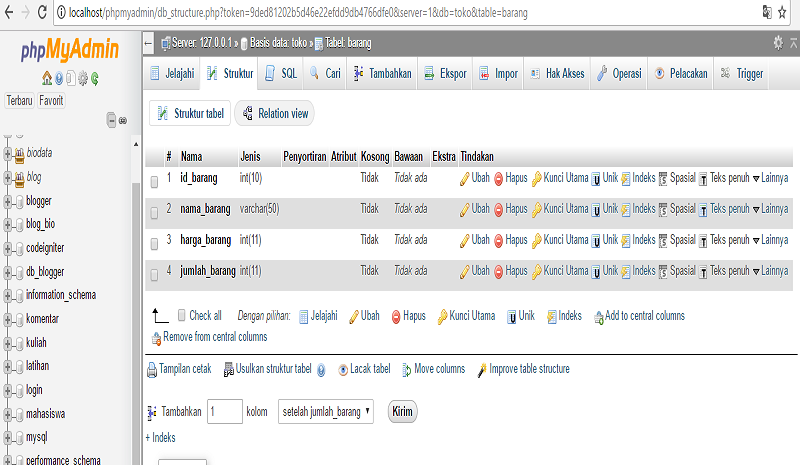 localhost/phpmyadmin/db_structure.php?token=9ded81202b5d46e22efdd9db4766dfe0&server=1&db=toko&table=barang
phpMyAdmin
Terbaru Favorit
biodata
blog
blogger
blog_bio
codeigniter
db_blogger
information_schema
komentar
kuliah
latihan
login
mahasiswa
mysql
performance_schema
Server: 127.0.0.1 » Basis data: toko » Tabel: barang
Jelajahi Struktur SQL Cari Tambahkan Ekspor Impor Hak Akses Operasi Pelacakan Trigger
Struktur tabel Relation view
# Nama Jenis Penyortiran Atribut Kosong Bawaan Ekstra Tindakan
1 id_barang int(10) Tidak Tidak ada Ubah Hapus Kunci Utama Unik Indeks Spasial Teks penuh Lainnya
2 nama_barang varchar(50) Tidak Tidak ada Ubah Hapus Kunci Utama Unik Indeks Spasial Teks penuh Lainnya
3 harga_barang int(11) Tidak Tidak ada Ubah Hapus Kunci Utama Unik Indeks Spasial Teks penuh Lainnya
4 jumlah_barang int(11) Tidak Tidak ada Ubah Hapus Kunci Utama Unik Indeks Spasial Teks penuh Lainnya
Check all Dengan pilihan: Jelajahi Ubah Hapus Kunci Utama Unik Indeks Add to central columns
Remove from central columns
Tampilan cetak Usulkan struktur tabel Lacak tabel Move columns Improve table structure
Tambahkan 1 kolom setelah jumlah_barang Kirim
+ Indeks